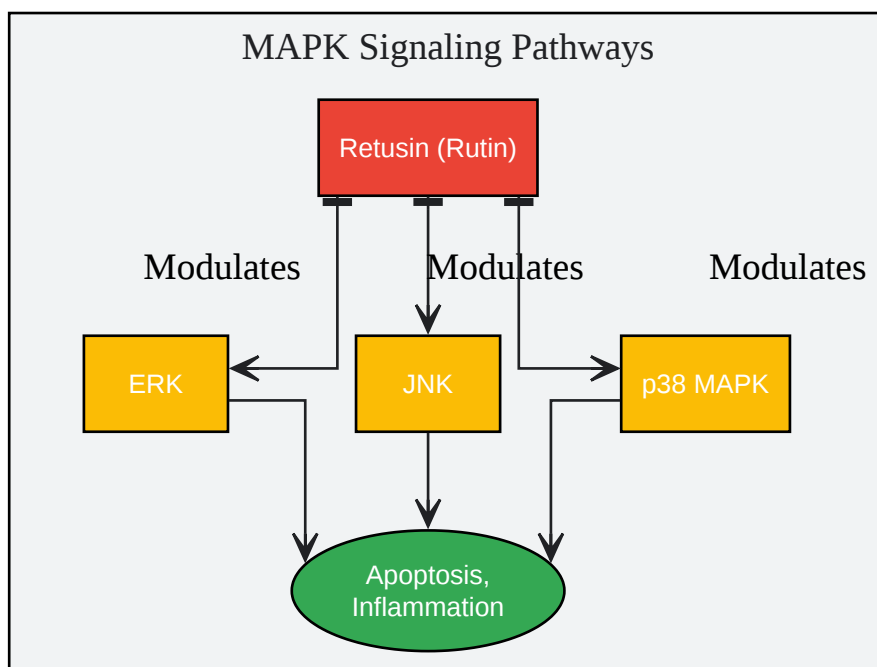 MAPK Signaling Pathways
Retusin (Rutin)
Modulates
Modulates
Modulates
ERK
JNK
p38 MAPK
Apoptosis,
Inflammation